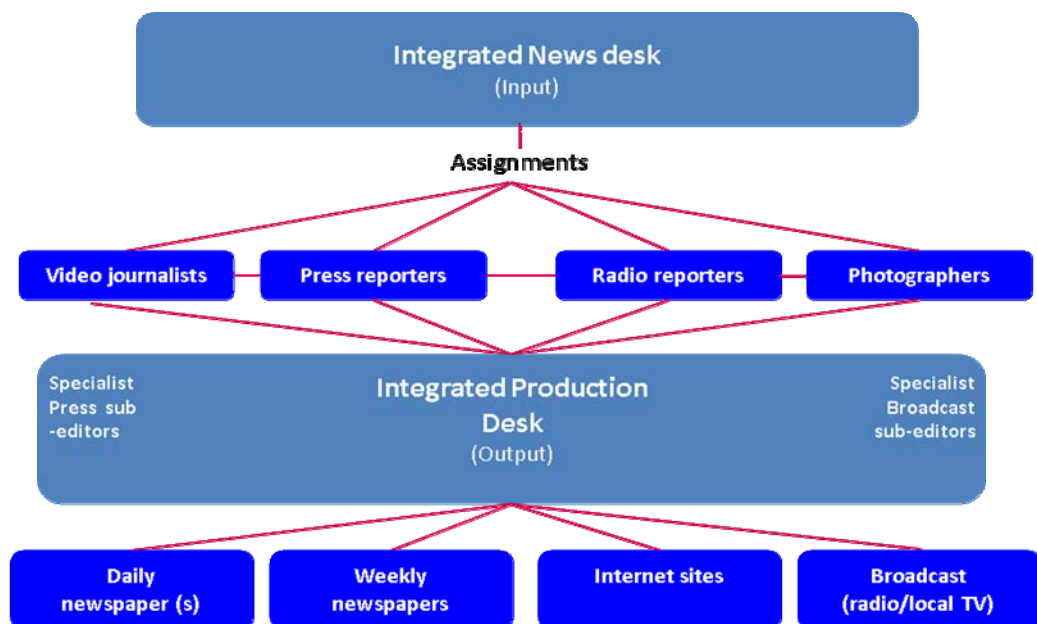 Integrated News desk
(Input)
Assignments
Video journalists
Press reporters
Radio reporters
Photographers
Specialist
Press sub
-editors
Integrated Production
Desk
(Output)
Specialist
Broadcast
sub-editors
Daily
newspaper (s)
Weekly
newspapers
Internet sites
Broadcast
(radio/local TV)